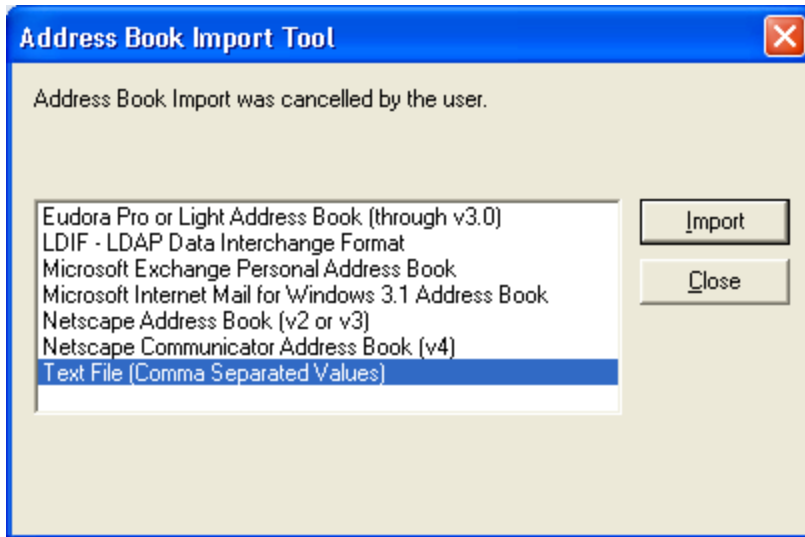 Address Book Import Tool
Address Book Import was cancelled by the user.
Eudora Pro or Light Address Book (through v3.0)
LDIF - LDAP Data Interchange Format
Microsoft Exchange Personal Address Book
Microsoft Internet Mail for Windows 3.1 Address Book
Netscape Address Book (v2 or v3)
Netscape Communicator Address Book (v4)
Text File (Comma Separated Values)
Import
Close